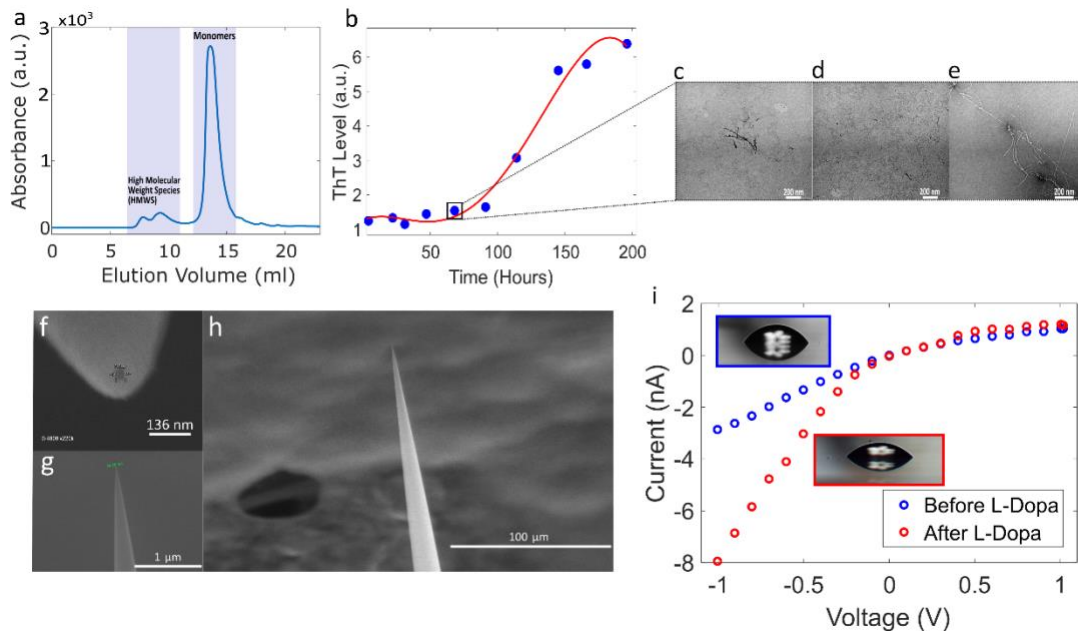 a
×10³
3
2
1
0
Absorbance (a.u.)
Monomers
High Molecular
Weight Species
(HMWS)
0 5 10 15 20
Elution Volume (ml)
b
6
5
4
3
2
1
ThT Level (a.u.)
50 100 150 200
Time (Hours)
c
200 nm
d
200 nm
e
200 nm
f
136 nm
g
1 µm
h
100 µm
i
2
0
-2
-4
-6
-8
Current (nA)
Before L-Dopa
After L-Dopa
-1 -0.5 0 0.5 1
Voltage (V)